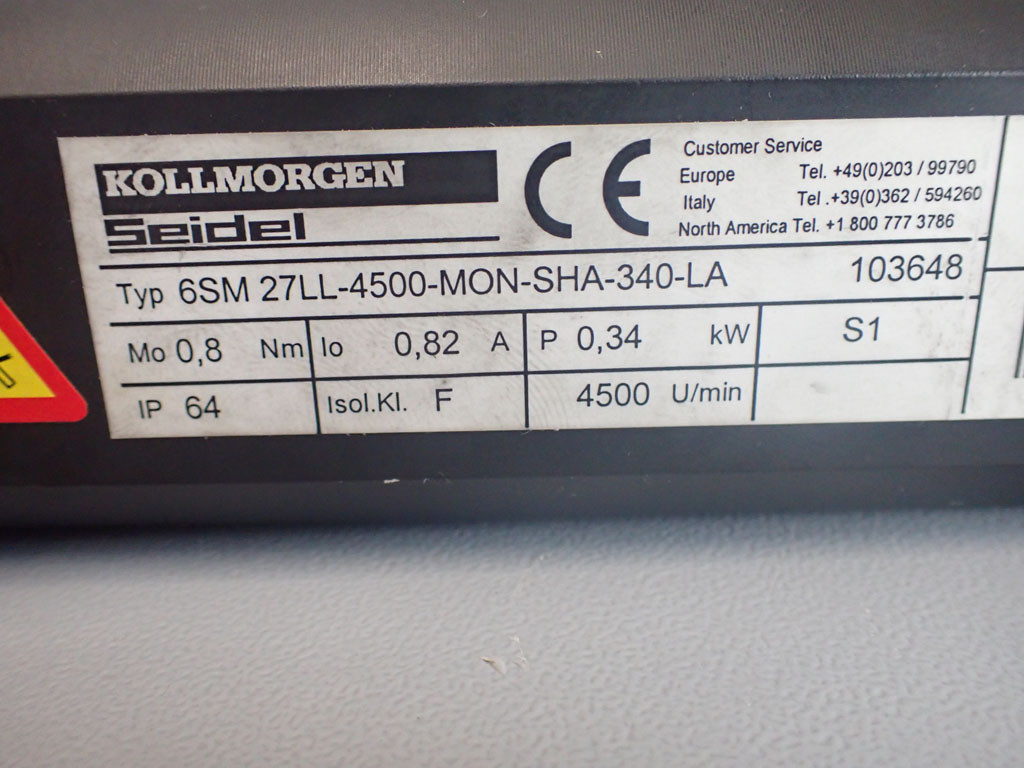 KOLLMORGEN
Seidel
CE
Customer Service
Europe Tel. +49(0)203 / 99790
Italy Tel .+39(0)362 / 594260
North America Tel. +1 800 777 3786
Typ 6SM 27LL-4500-MON-SHA-340-LA 103648
Mo 0,8 Nm Io 0,82 A P 0,34 kW S1
IP 64 Isol.Kl. F 4500 U/min